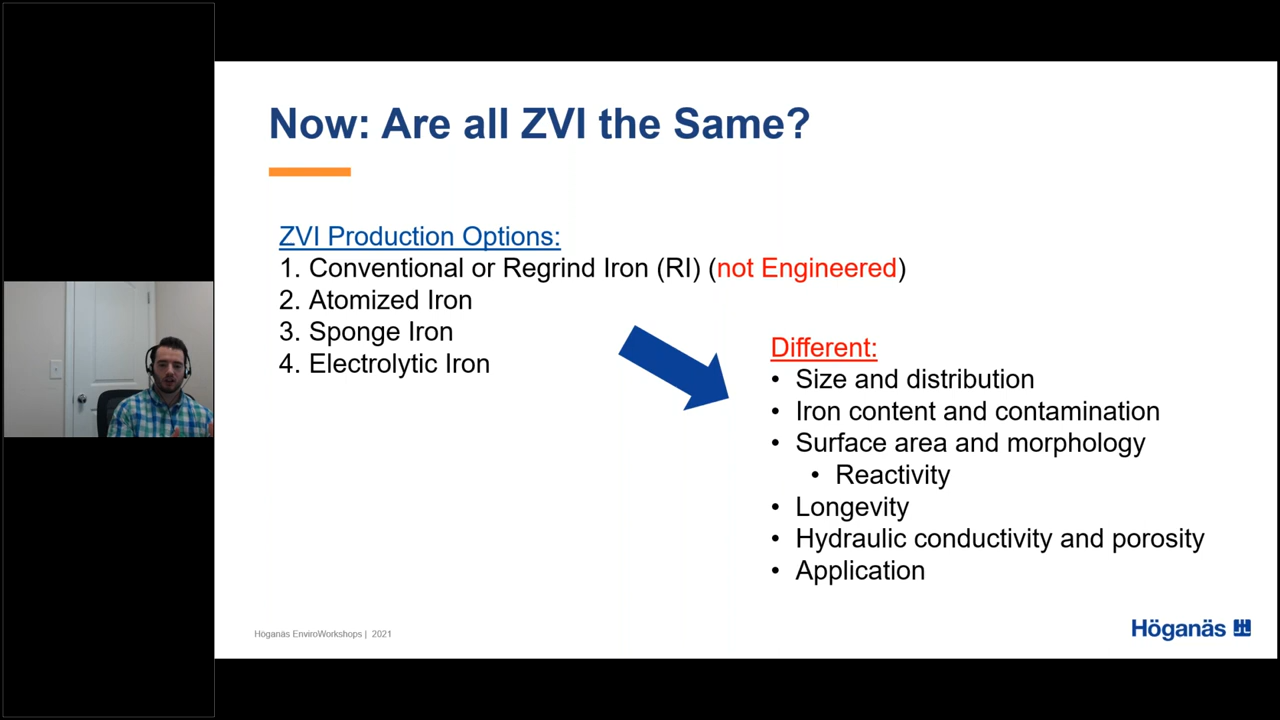 Now: Are all ZVI the Same?
ZVI Production Options:
1. Conventional or Regrind Iron (RI) (not Engineered)
2. Atomized Iron
3. Sponge Iron
4. Electrolytic Iron
Different:
• Size and distribution
• Iron content and contamination
• Surface area and morphology
• Reactivity
• Longevity
• Hydraulic conductivity and porosity
• Application
Höganäs EnviroWorkshops | 2021
Höganäs